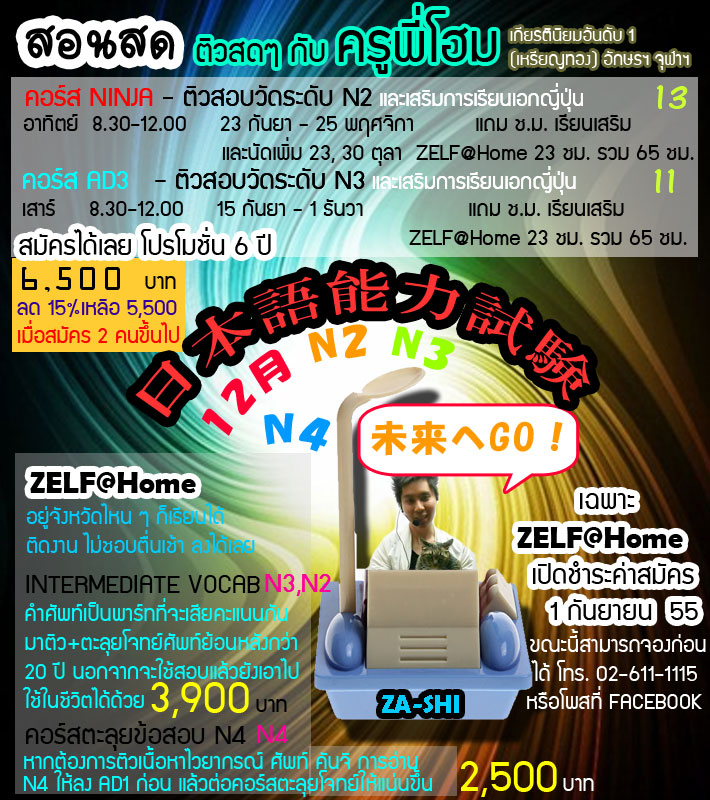 สอนสด ติวสดๆ กับ ครูพี่โฮม เกียรตินิยมอันดับ 1
(เหรียญทอง) อักษรฯ จุฬาฯ
คอร์ส NINJA - ติวสอบวัดระดับ N2 และเสริมการเรียนเอกญี่ปุ่น 13
อาทิตย์ 8.30-12.00 23 กันยา - 25 พฤศจิกา แถม ช.ม. เรียนเสริม
และนัดเพิ่ม 23, 30 ตุลา ZELF@Home 23 ชม. รวม 65 ชม.
คอร์ส AD3 - ติวสอบวัดระดับ N3 และเสริมการเรียนเอกญี่ปุ่น 11
เสาร์ 8.30-12.00 15 กันยา - 1 ธันวา แถม ช.ม. เรียนเสริม
ZELF@Home 23 ชม. รวม 65 ชม.
สมัครได้เลย โปรโมชั่น 6 ปี
6,500 บาท
ลด 15%เหลือ 5,500
เมื่อสมัคร 2 คนขึ้นไป
日本語能力試験
12月 N2 N3
N4
未来へGO！
ZELF@Home
อยู่จังหวัดไหน ๆ ก็เรียนได้
ติดงาน ไม่ชอบตื่นเช้า ลงได้เลย
INTERMEDIATE VOCAB N3,N2
คำศัพท์เป็นพาร์ทที่จะเสียคะแนนกัน
มาติว+ตะลุยโจทย์ศัพท์ย้อนหลังกว่า
20 ปี นอกจากจะใช้สอบแล้วยังเอาไป
ใช้ในชีวิตได้ด้วย 3,900 บาท
คอร์สตะลุยข้อสอบ N4 N4
หากต้องการติวเนื้อหาไวยากรณ์ ศัพท์ คันจิ การอ่าน
N4 ให้ลง AD1 ก่อน แล้วต่อคอร์สตะลุยโจทย์ให้แน่นขึ้น 2,500 บาท
เฉพาะ
ZELF@Home
เปิดชำระค่าสมัคร
1 กันยายน 55
ขณะนี้สามารถจองก่อน
ได้ โทร. 02-611-1115
หรือโพสที่ FACEBOOK
ZA-SHI